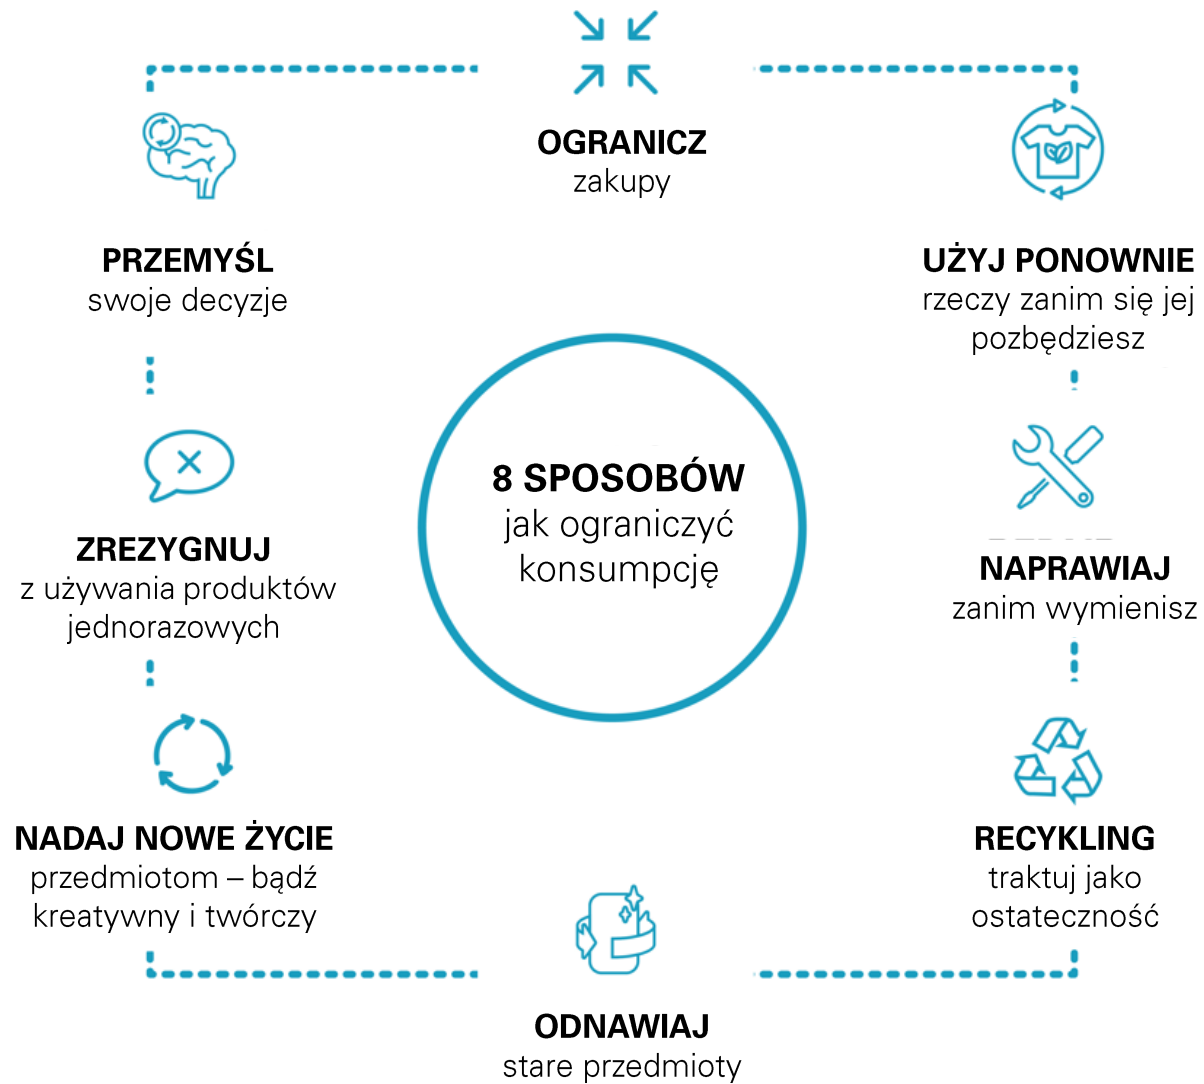 OGRANICZ
zakupy
PRZEMYŚL
swoje decyzje
UŻYJ PONOWNIE
rzeczy zanim się jej
pozbędziesz
8 SPOSOBÓW
jak ograniczyć
konsumpcję
ZREZYGNUJ
z używania produktów
jednorazowych
NAPRAWIAJ
zanim wymienisz
NADAJ NOWE ŻYCIE
przedmiotom – bądź
kreatywny i twórczy
RECYKLING
traktuj jako
ostateczność
ODNAWIAJ
stare przedmioty